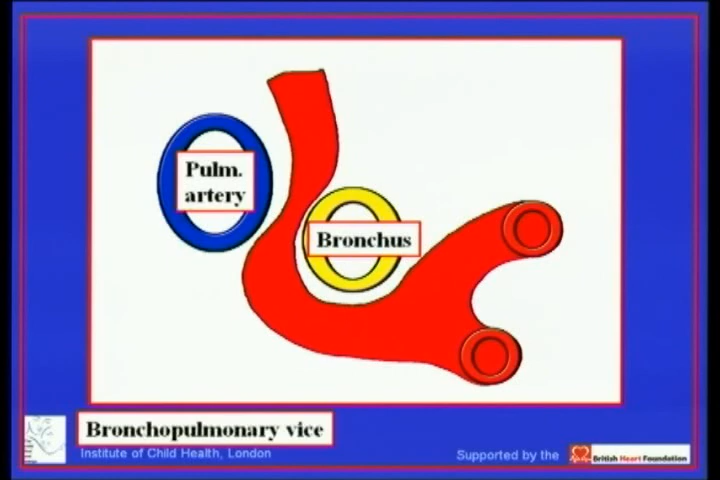 Pulm.
artery
Bronchus
Bronchopulmonary vice
Institute of Child Health, London
Supported by the
British Heart Foundation